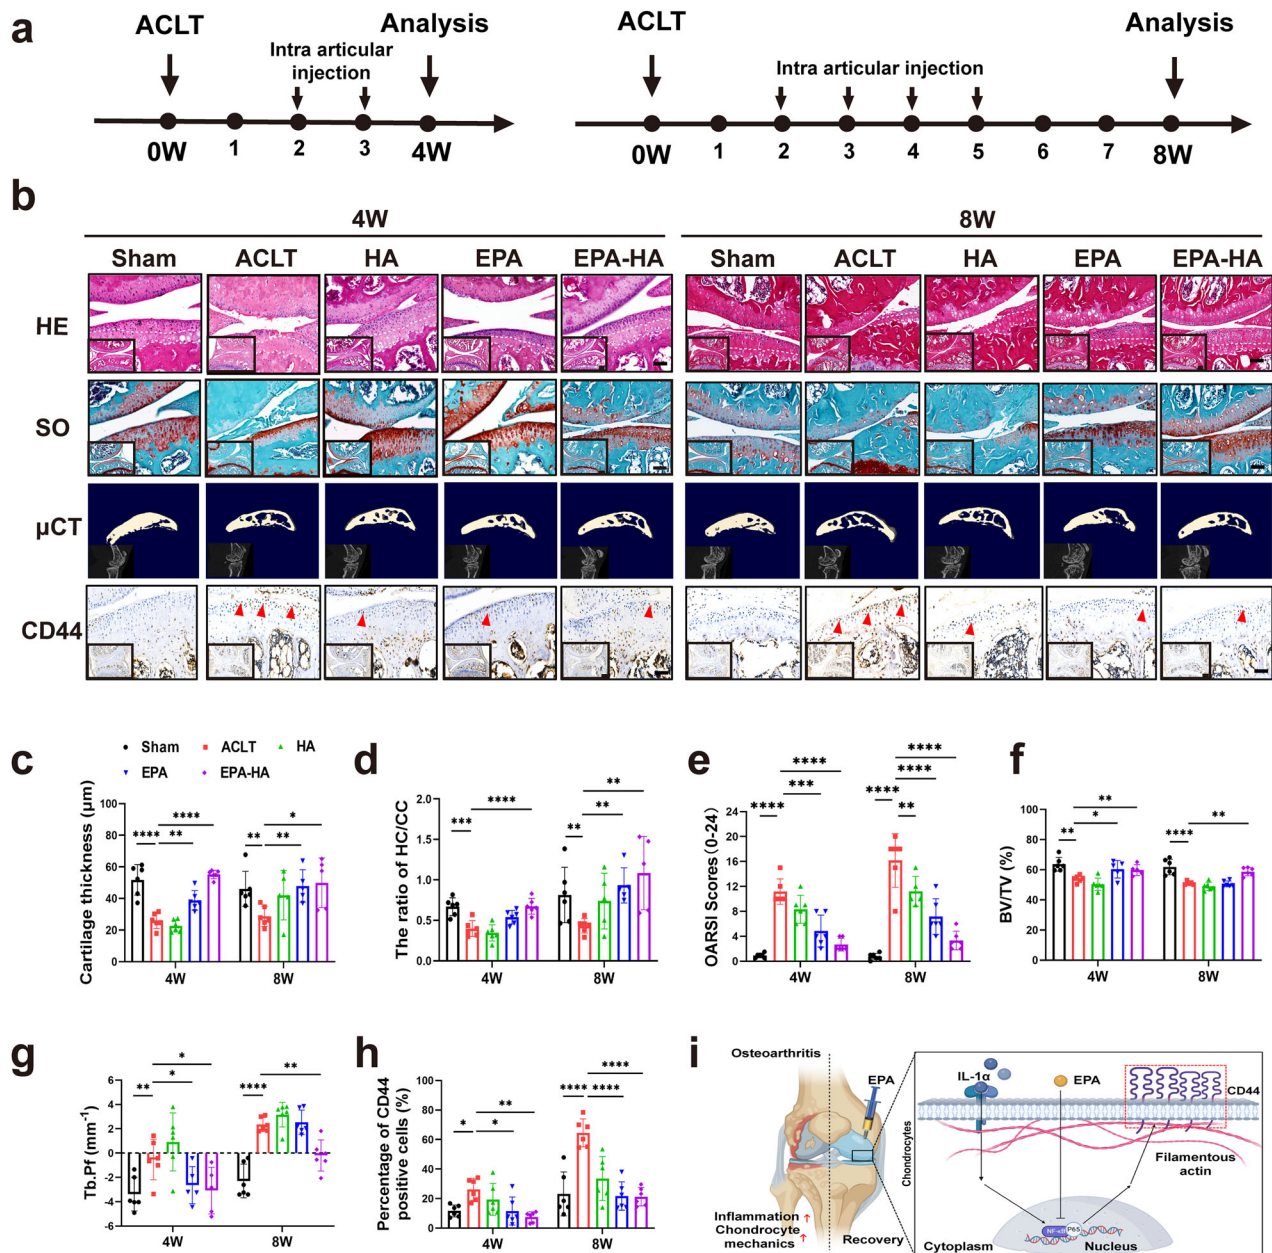 a
ACLT
Analysis
Intra articular
injection
0W 1 2 3 4W
ACLT
Analysis
Intra articular injection
0W 1 2 3 4 5 6 7 8W
b
4W 8W
Sham ACLT HA EPA EPA-HA Sham ACLT HA EPA EPA-HA
HE
SO
μCT
CD44
c
Sham ACLT HA
EPA EPA-HA
Cartilage thickness (μm)
100
80
60
40
20
0
**** ** ****
** ** *
4W 8W
d
The ratio of HC/CC
2.0
1.5
1.0
0.5
0.0
*** ****
** ** **
4W 8W
e
OARSI Scores (0-24)
24
20
16
12
8
4
0
**** *** ****
**** ** **** ****
4W 8W
f
BV/TV (%)
100
80
60
40
20
0
** * **
**** **
4W 8W
g
Tb.Pf (mm⁻¹)
6
4
2
0
-2
-4
-6
** * *
**** **
4W 8W
h
Percentage of CD44
positive cells (%)
100
80
60
40
20
0
* * **
**** **** ****
4W 8W
i
Osteoarthritis
EPA
Inflammation ↑
Chondrocyte
mechanics ↑
Recovery
Chondrocytes
IL-1α
EPA
CD44
Filamentous
actin
NF-κB
P65
Cytoplasm
Nucleus